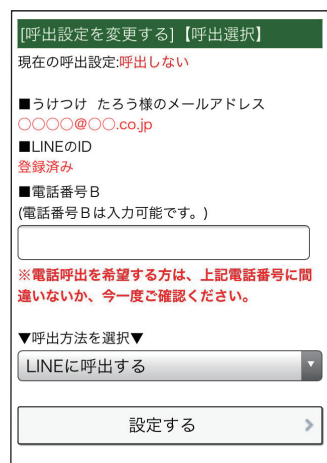 [呼出設定を変更する]【呼出選択】
現在の呼出設定:呼出しない
■うけつけ たろう様のメールアドレス
〇〇〇〇@〇〇.co.jp
■LINEのID
登録済み
■電話番号Ｂ
(電話番号Ｂは入力可能です。)
※電話呼出を希望する方は、上記電話番号に間
違いないか、今一度ご確認ください。
▼呼出方法を選択▼
LINEに呼出する
設定する